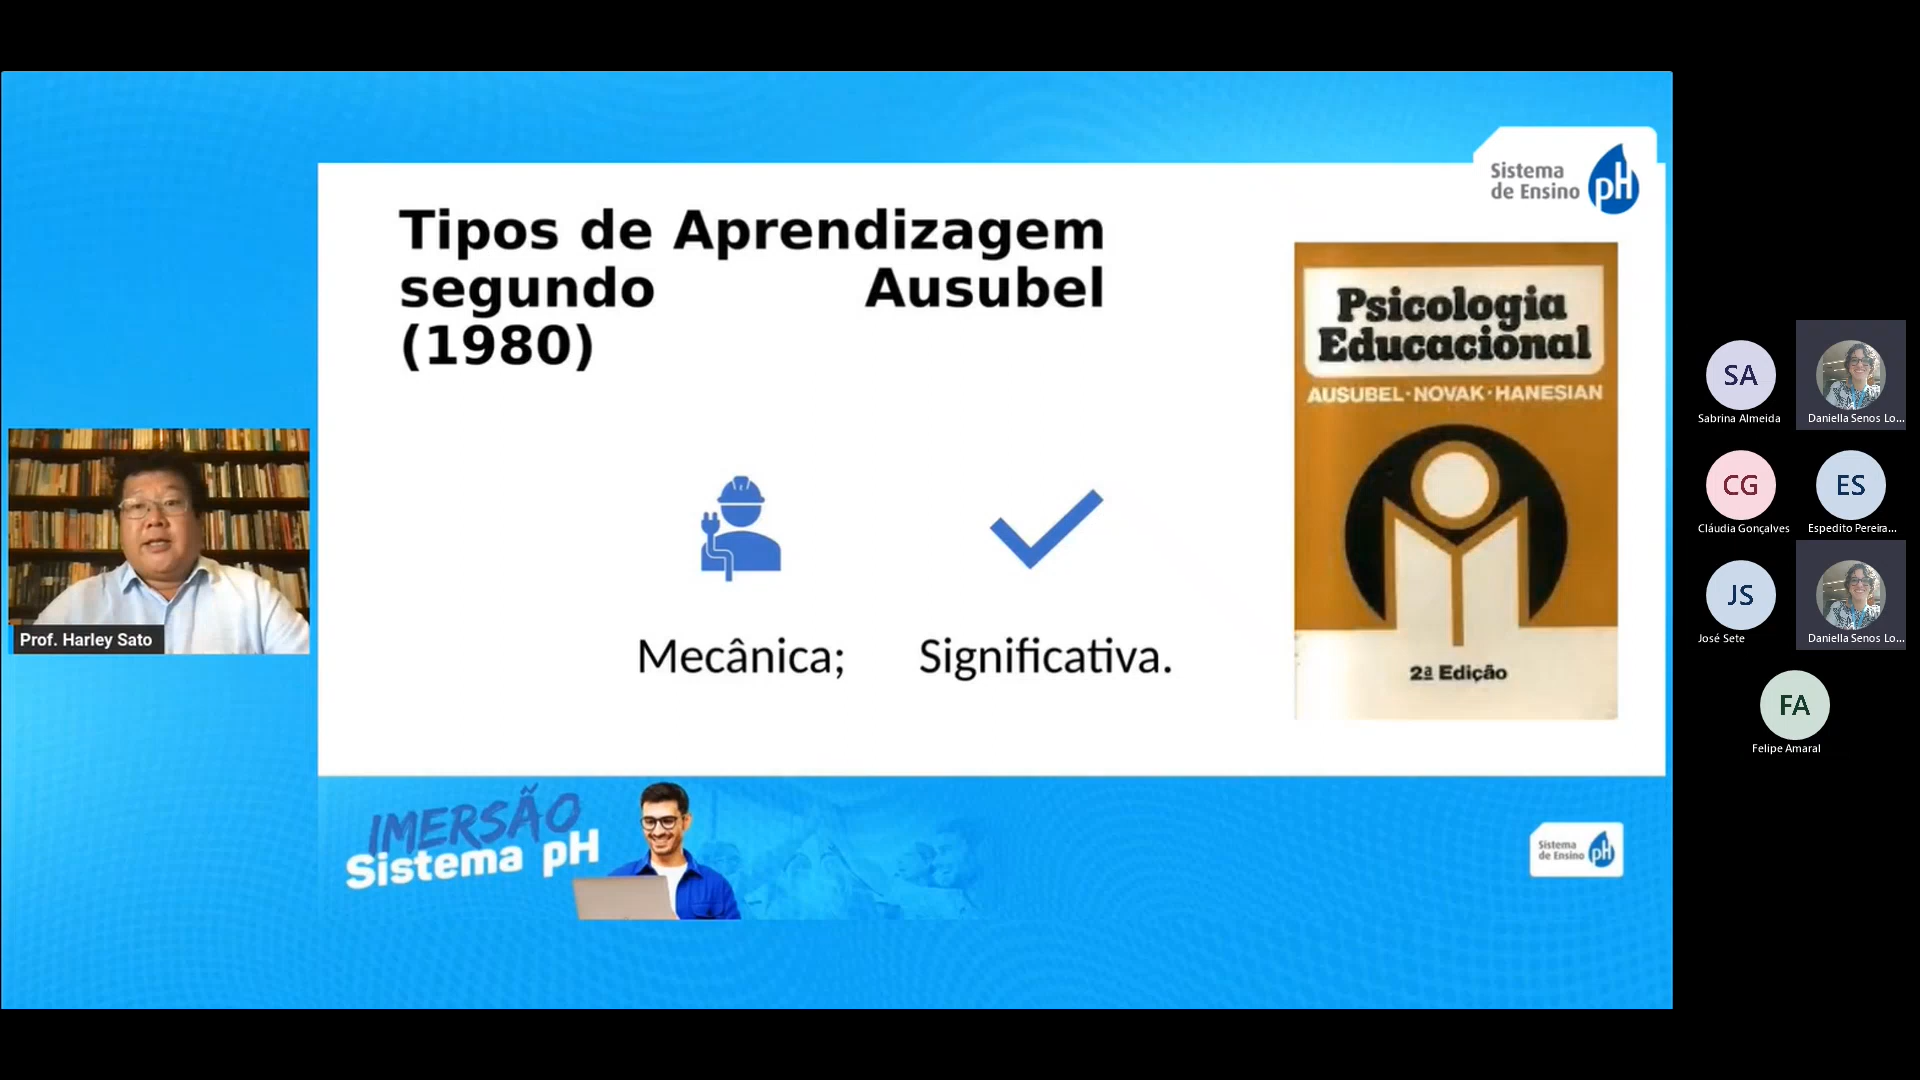 Sistema
de Ensino pH
Tipos de Aprendizagem
segundo Ausubel
(1980)
Psicologia
Educacional
AUSUBEL·NOVAK·HANESIAN
2ª Edição
Mecânica;
Significativa.
Prof. Harley Sato
IMERSÃO
Sistema pH
Sistema
de Ensino pH
SA
Sabrina Almeida
Daniella Senos Lo...
CG
Cláudia Gonçalves
ES
Espedito Pereira...
JS
José Sete
Daniella Senos Lo...
FA
Felipe Amaral